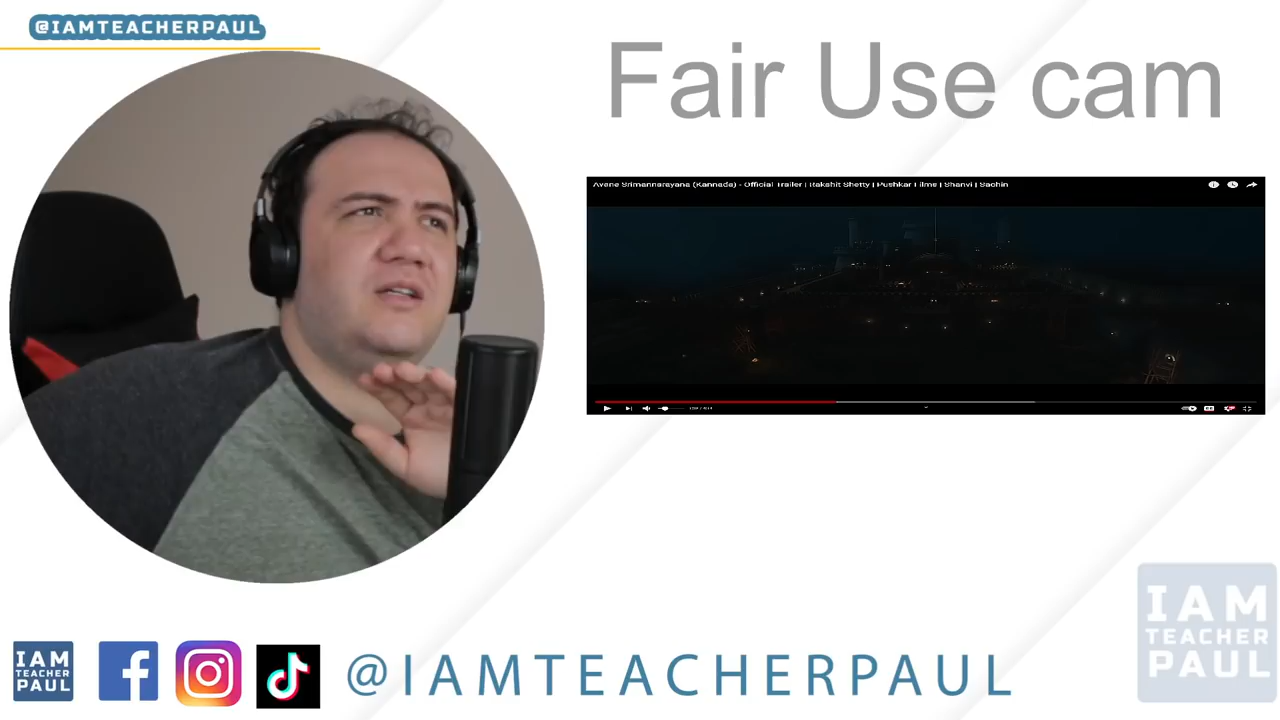 @IAMTEACHERPAUL
Fair Use cam
Avane Srimannarayana (Kannada) - Official Trailer | Rakshit Shetty | Pushkar Films | Shanvi | Sachin
IAM
TEACHER
PAUL
IAM
TEACHER
PAUL
@IAMTEACHERPAUL